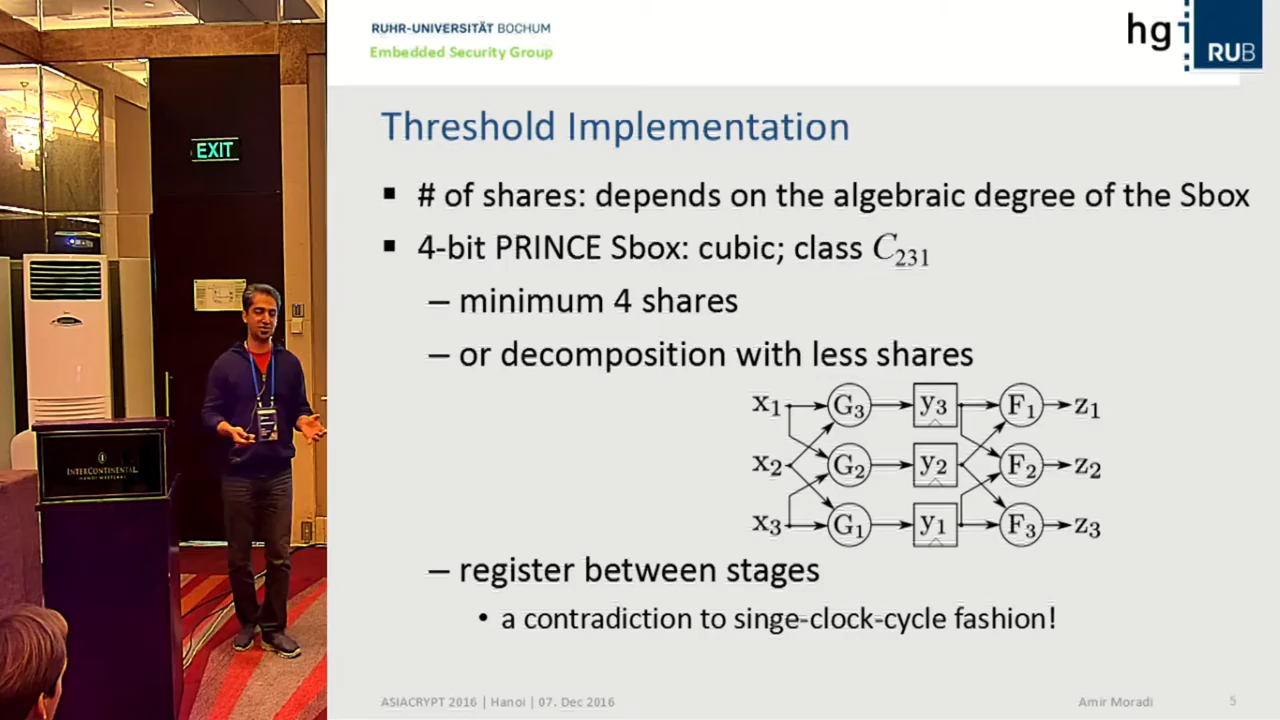 EXIT
INTERCONTINENTAL
RUHR-UNIVERSITÄT BOCHUM
Embedded Security Group
hgi
RUB
Threshold Implementation
▪ # of shares: depends on the algebraic degree of the Sbox
▪ 4-bit PRINCE Sbox: cubic; class C231
– minimum 4 shares
– or decomposition with less shares
x1 G3 y3 F1 z1
x2 G2 y2 F2 z2
x3 G1 y1 F3 z3
– register between stages
• a contradiction to singe-clock-cycle fashion!
ASIACRYPT 2016 | Hanoi | 07. Dec 2016 Amir Moradi 5